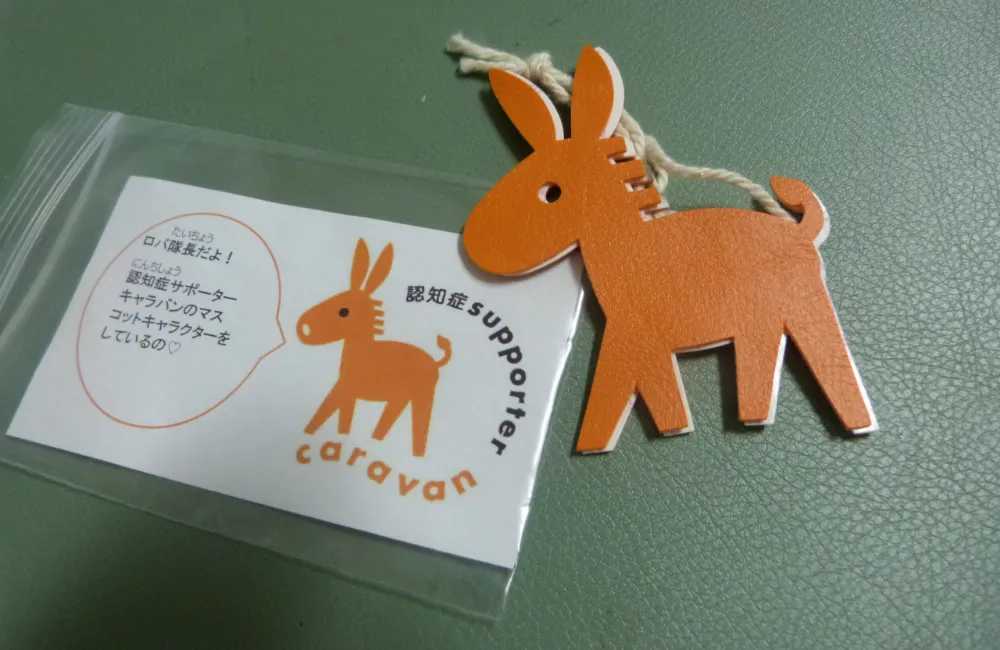 たいちょう
ロバ隊長だよ！
にんちしょう
認知症サポーター
キャラバンのマス
コットキャラクターを
しているの♡
認知症supporter
caravan